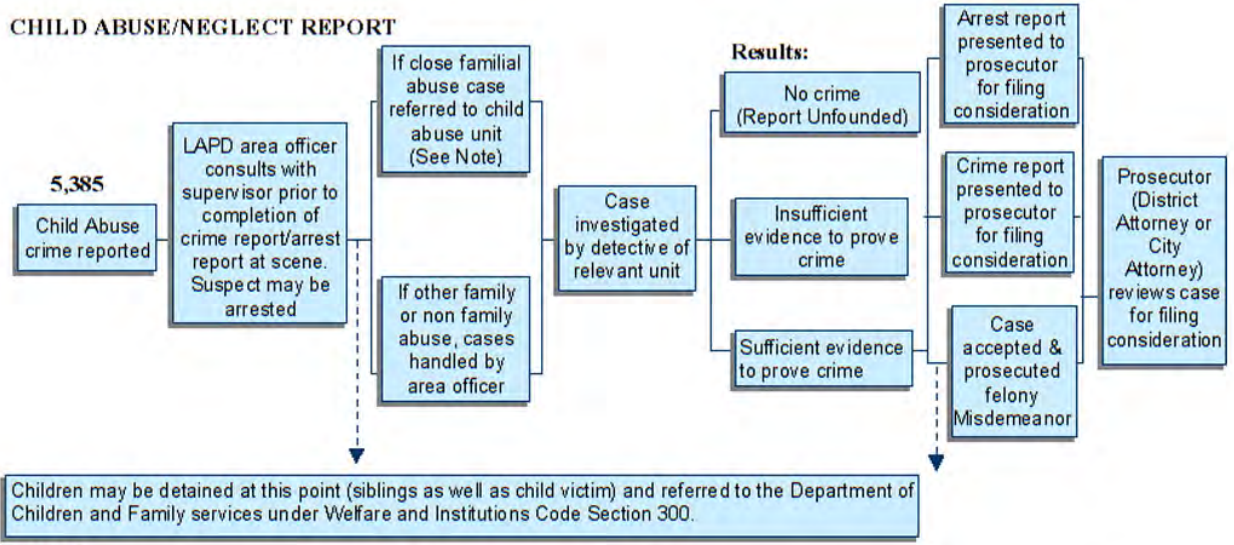 CHILD ABUSE/NEGLECT REPORT
5,385
Child Abuse
crime reported
LAPD area officer
consults with
supervisor prior to
completion of
crime report/arrest
report at scene.
Suspect may be
arrested
If close familial
abuse case
referred to child
abuse unit
(See Note)
If other family
or non family
abuse, cases
handled by
area officer
Case
investigated
by detective of
relevant unit
Results:
No crime
(Report Unfounded)
Insufficient
evidence to prove
crime
Sufficient evidence
to prove crime
Arrest report
presented to
prosecutor
for filing
consideration
Crime report
presented to
prosecutor
for filing
consideration
Case
accepted &
prosecuted
felony
Misdemeanor
Prosecutor
(District
Attorney or
City
Attorney)
reviews case
for filing
consideration
Children may be detained at this point (siblings as well as child victim) and referred to the Department of
Children and Family services under Welfare and Institutions Code Section 300.